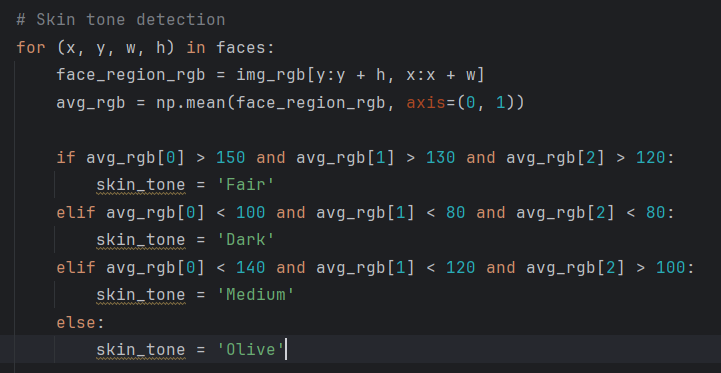 # Skin tone detection
for (x, y, w, h) in faces:
    face_region_rgb = img_rgb[y:y + h, x:x + w]
    avg_rgb = np.mean(face_region_rgb, axis=(0, 1))

    if avg_rgb[0] > 150 and avg_rgb[1] > 130 and avg_rgb[2] > 120:
        skin_tone = 'Fair'
    elif avg_rgb[0] < 100 and avg_rgb[1] < 80 and avg_rgb[2] < 80:
        skin_tone = 'Dark'
    elif avg_rgb[0] < 140 and avg_rgb[1] < 120 and avg_rgb[2] > 100:
        skin_tone = 'Medium'
    else:
        skin_tone = 'Olive'